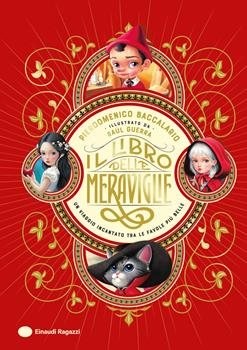 PIERDOMENICO BACCALARIO
ILLUSTRATO DA
SAUL GUERRA
IL LIBRO
DELLE
MERAVIGLIE
UN VIAGGIO INCANTATO TRA LE FAVOLE PIÙ BELLE
Einaudi Ragazzi